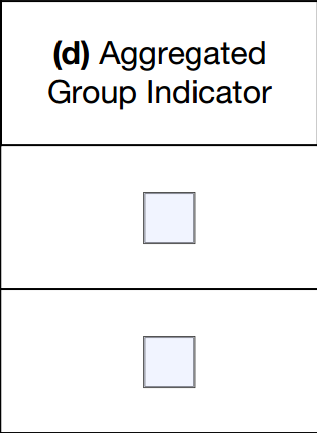 (d) Aggregated
Group Indicator